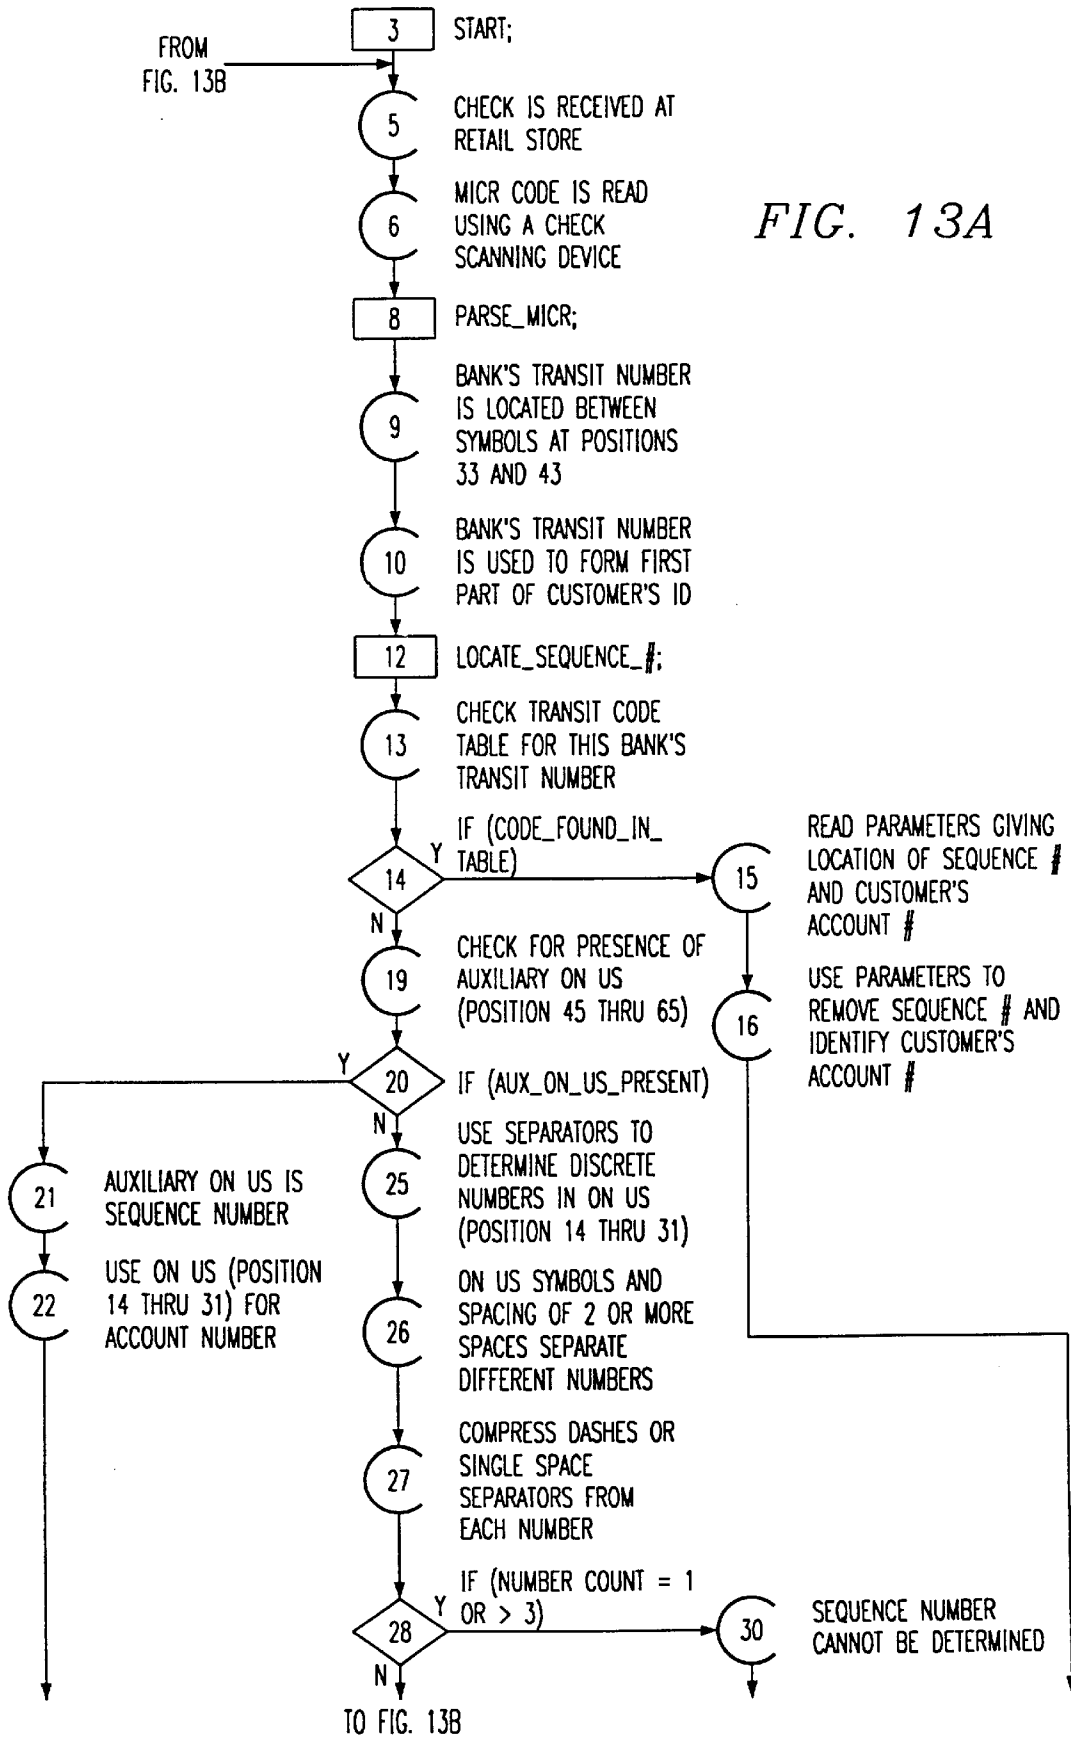 3 START;
FROM
FIG. 13B
5
CHECK IS RECEIVED AT
RETAIL STORE
6
MICR CODE IS READ
USING A CHECK
SCANNING DEVICE
FIG. 13A
8 PARSE_MICR;
9
BANK'S TRANSIT NUMBER
IS LOCATED BETWEEN
SYMBOLS AT POSITIONS
33 AND 43
10
BANK'S TRANSIT NUMBER
IS USED TO FORM FIRST
PART OF CUSTOMER'S ID
12 LOCATE_SEQUENCE_#;
13
CHECK TRANSIT CODE
TABLE FOR THIS BANK'S
TRANSIT NUMBER
14
IF (CODE_FOUND_IN_
Y TABLE)
N
15
READ PARAMETERS GIVING
LOCATION OF SEQUENCE #
AND CUSTOMER'S
ACCOUNT #
19
CHECK FOR PRESENCE OF
AUXILIARY ON US
(POSITION 45 THRU 65)
16
USE PARAMETERS TO
REMOVE SEQUENCE # AND
IDENTIFY CUSTOMER'S
ACCOUNT #
Y
20 IF (AUX_ON_US_PRESENT)
N
21
AUXILIARY ON US IS
SEQUENCE NUMBER
22
USE ON US (POSITION
14 THRU 31) FOR
ACCOUNT NUMBER
25
USE SEPARATORS TO
DETERMINE DISCRETE
NUMBERS IN ON US
(POSITION 14 THRU 31)
26
ON US SYMBOLS AND
SPACING OF 2 OR MORE
SPACES SEPARATE
DIFFERENT NUMBERS
27
COMPRESS DASHES OR
SINGLE SPACE
SEPARATORS FROM
EACH NUMBER
28
IF (NUMBER COUNT = 1
Y OR > 3)
N
30
SEQUENCE NUMBER
CANNOT BE DETERMINED
TO FIG. 13B